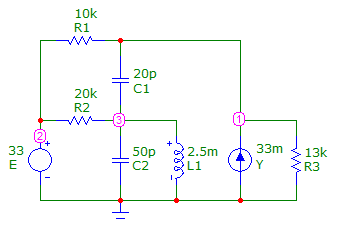 10k
R1
20p
C1
20k
R2
2
3
1
33
E
+
-
50p
C2
+
-
2.5m
L1
33m
Y
13k
R3